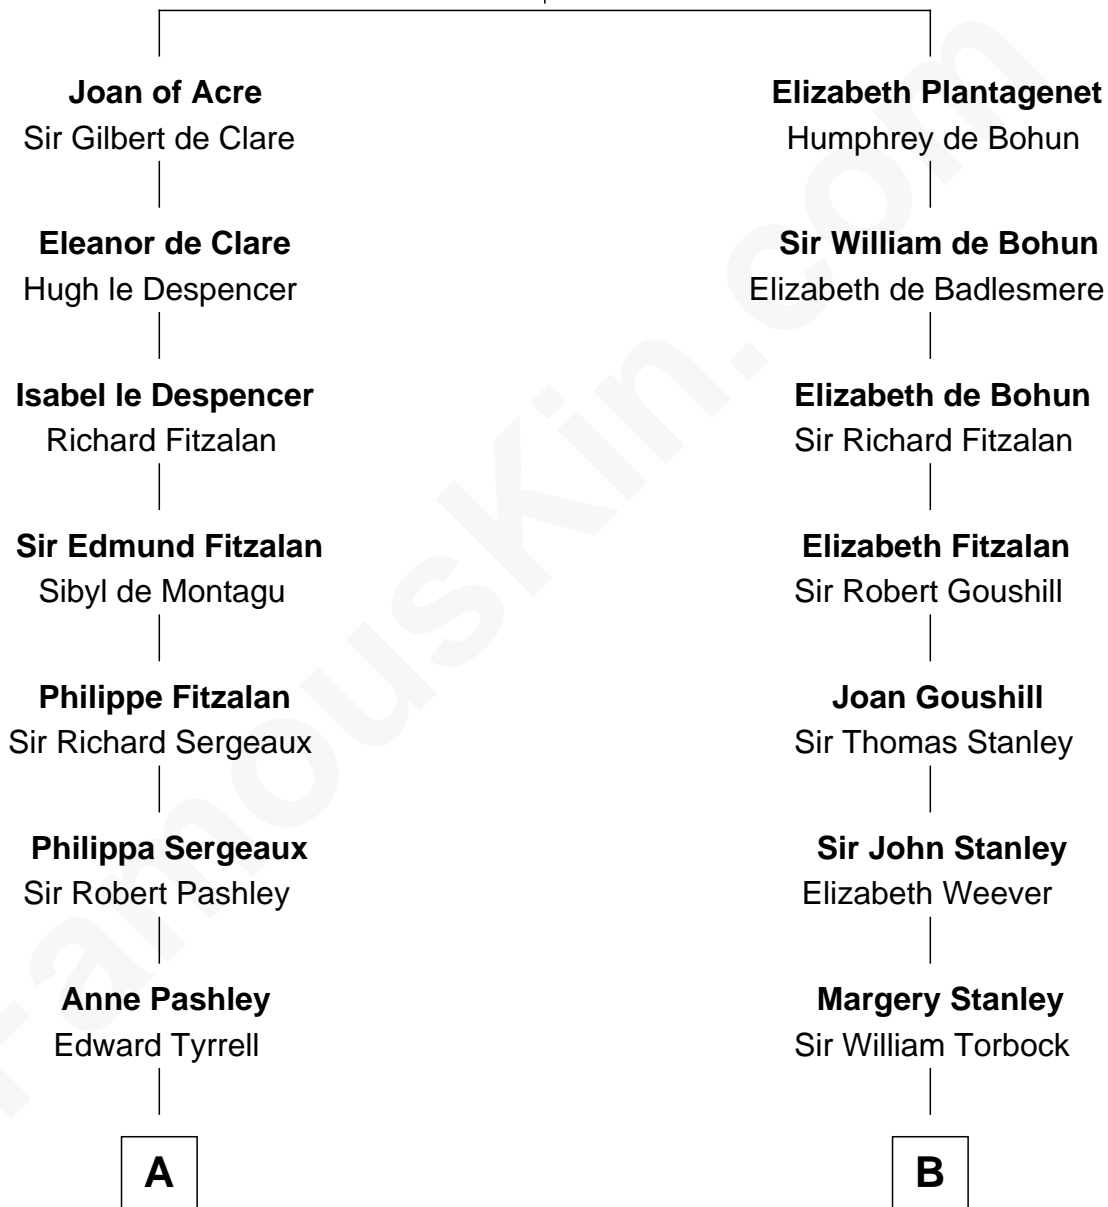 Joan of Acre
Sir Gilbert de Clare
Eleanor de Clare
Hugh le Despencer
Isabel le Despencer
Richard Fitzalan
Sir Edmund Fitzalan
Sibyl de Montagu
Philippe Fitzalan
Sir Richard Sergeaux
Philippa Sergeaux
Sir Robert Pashley
Anne Pashley
Edward Tyrrell
A
Elizabeth Plantagenet
Humphrey de Bohun
Sir William de Bohun
Elizabeth de Badlesmere
Elizabeth de Bohun
Sir Richard Fitzalan
Elizabeth Fitzalan
Sir Robert Goushill
Joan Goushill
Sir Thomas Stanley
Sir John Stanley
Elizabeth Weever
Margery Stanley
Sir William Torbock
B
FamousKin.com